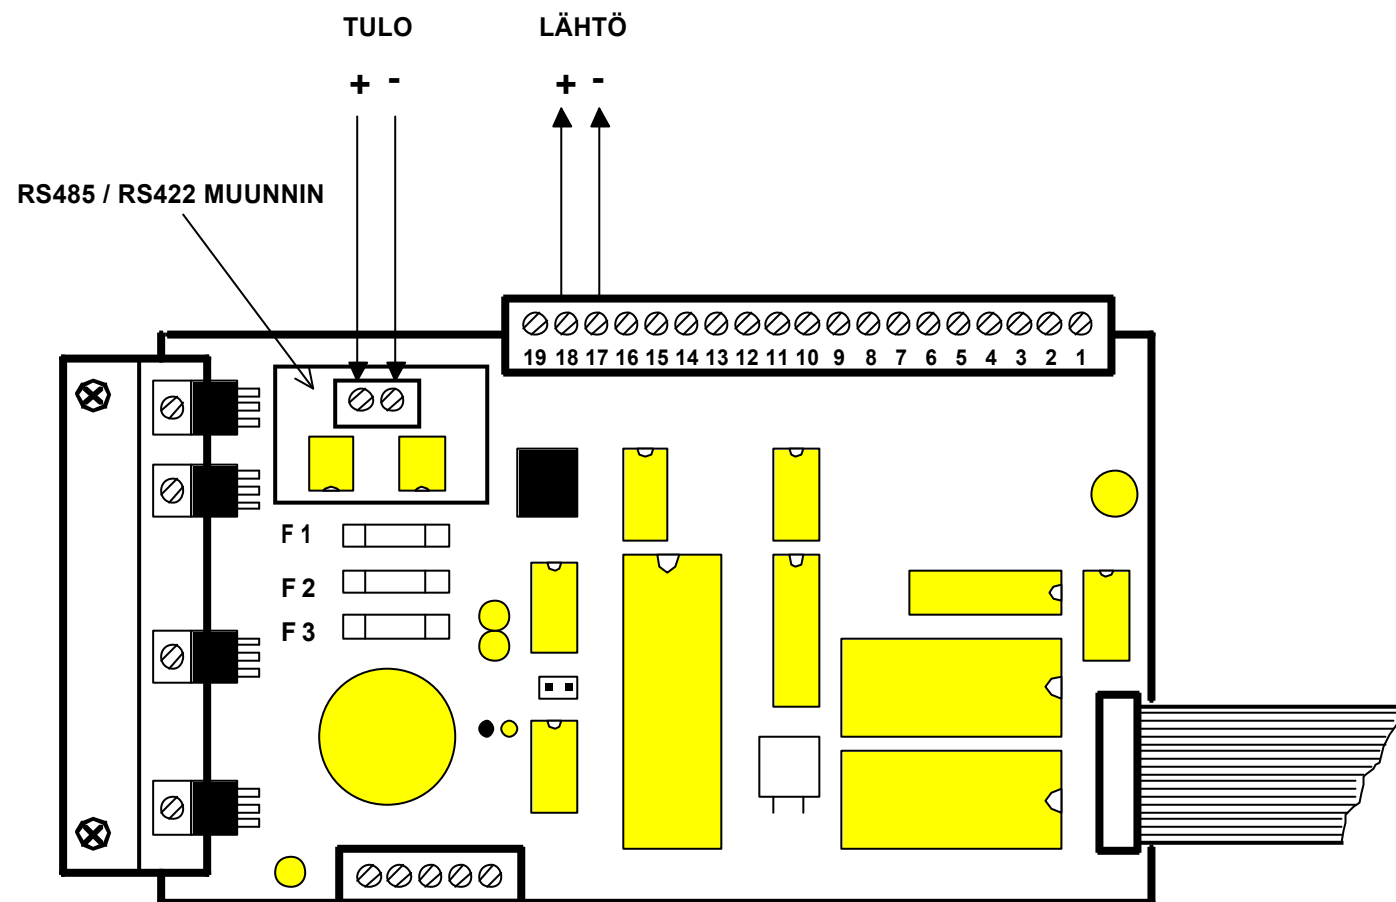 TULO LÄHTÖ
+ - + -
RS485 / RS422 MUUNNIN
19 18 17 16 15 14 13 12 11 10 9 8 7 6 5 4 3 2 1
F 1
F 2
F 3